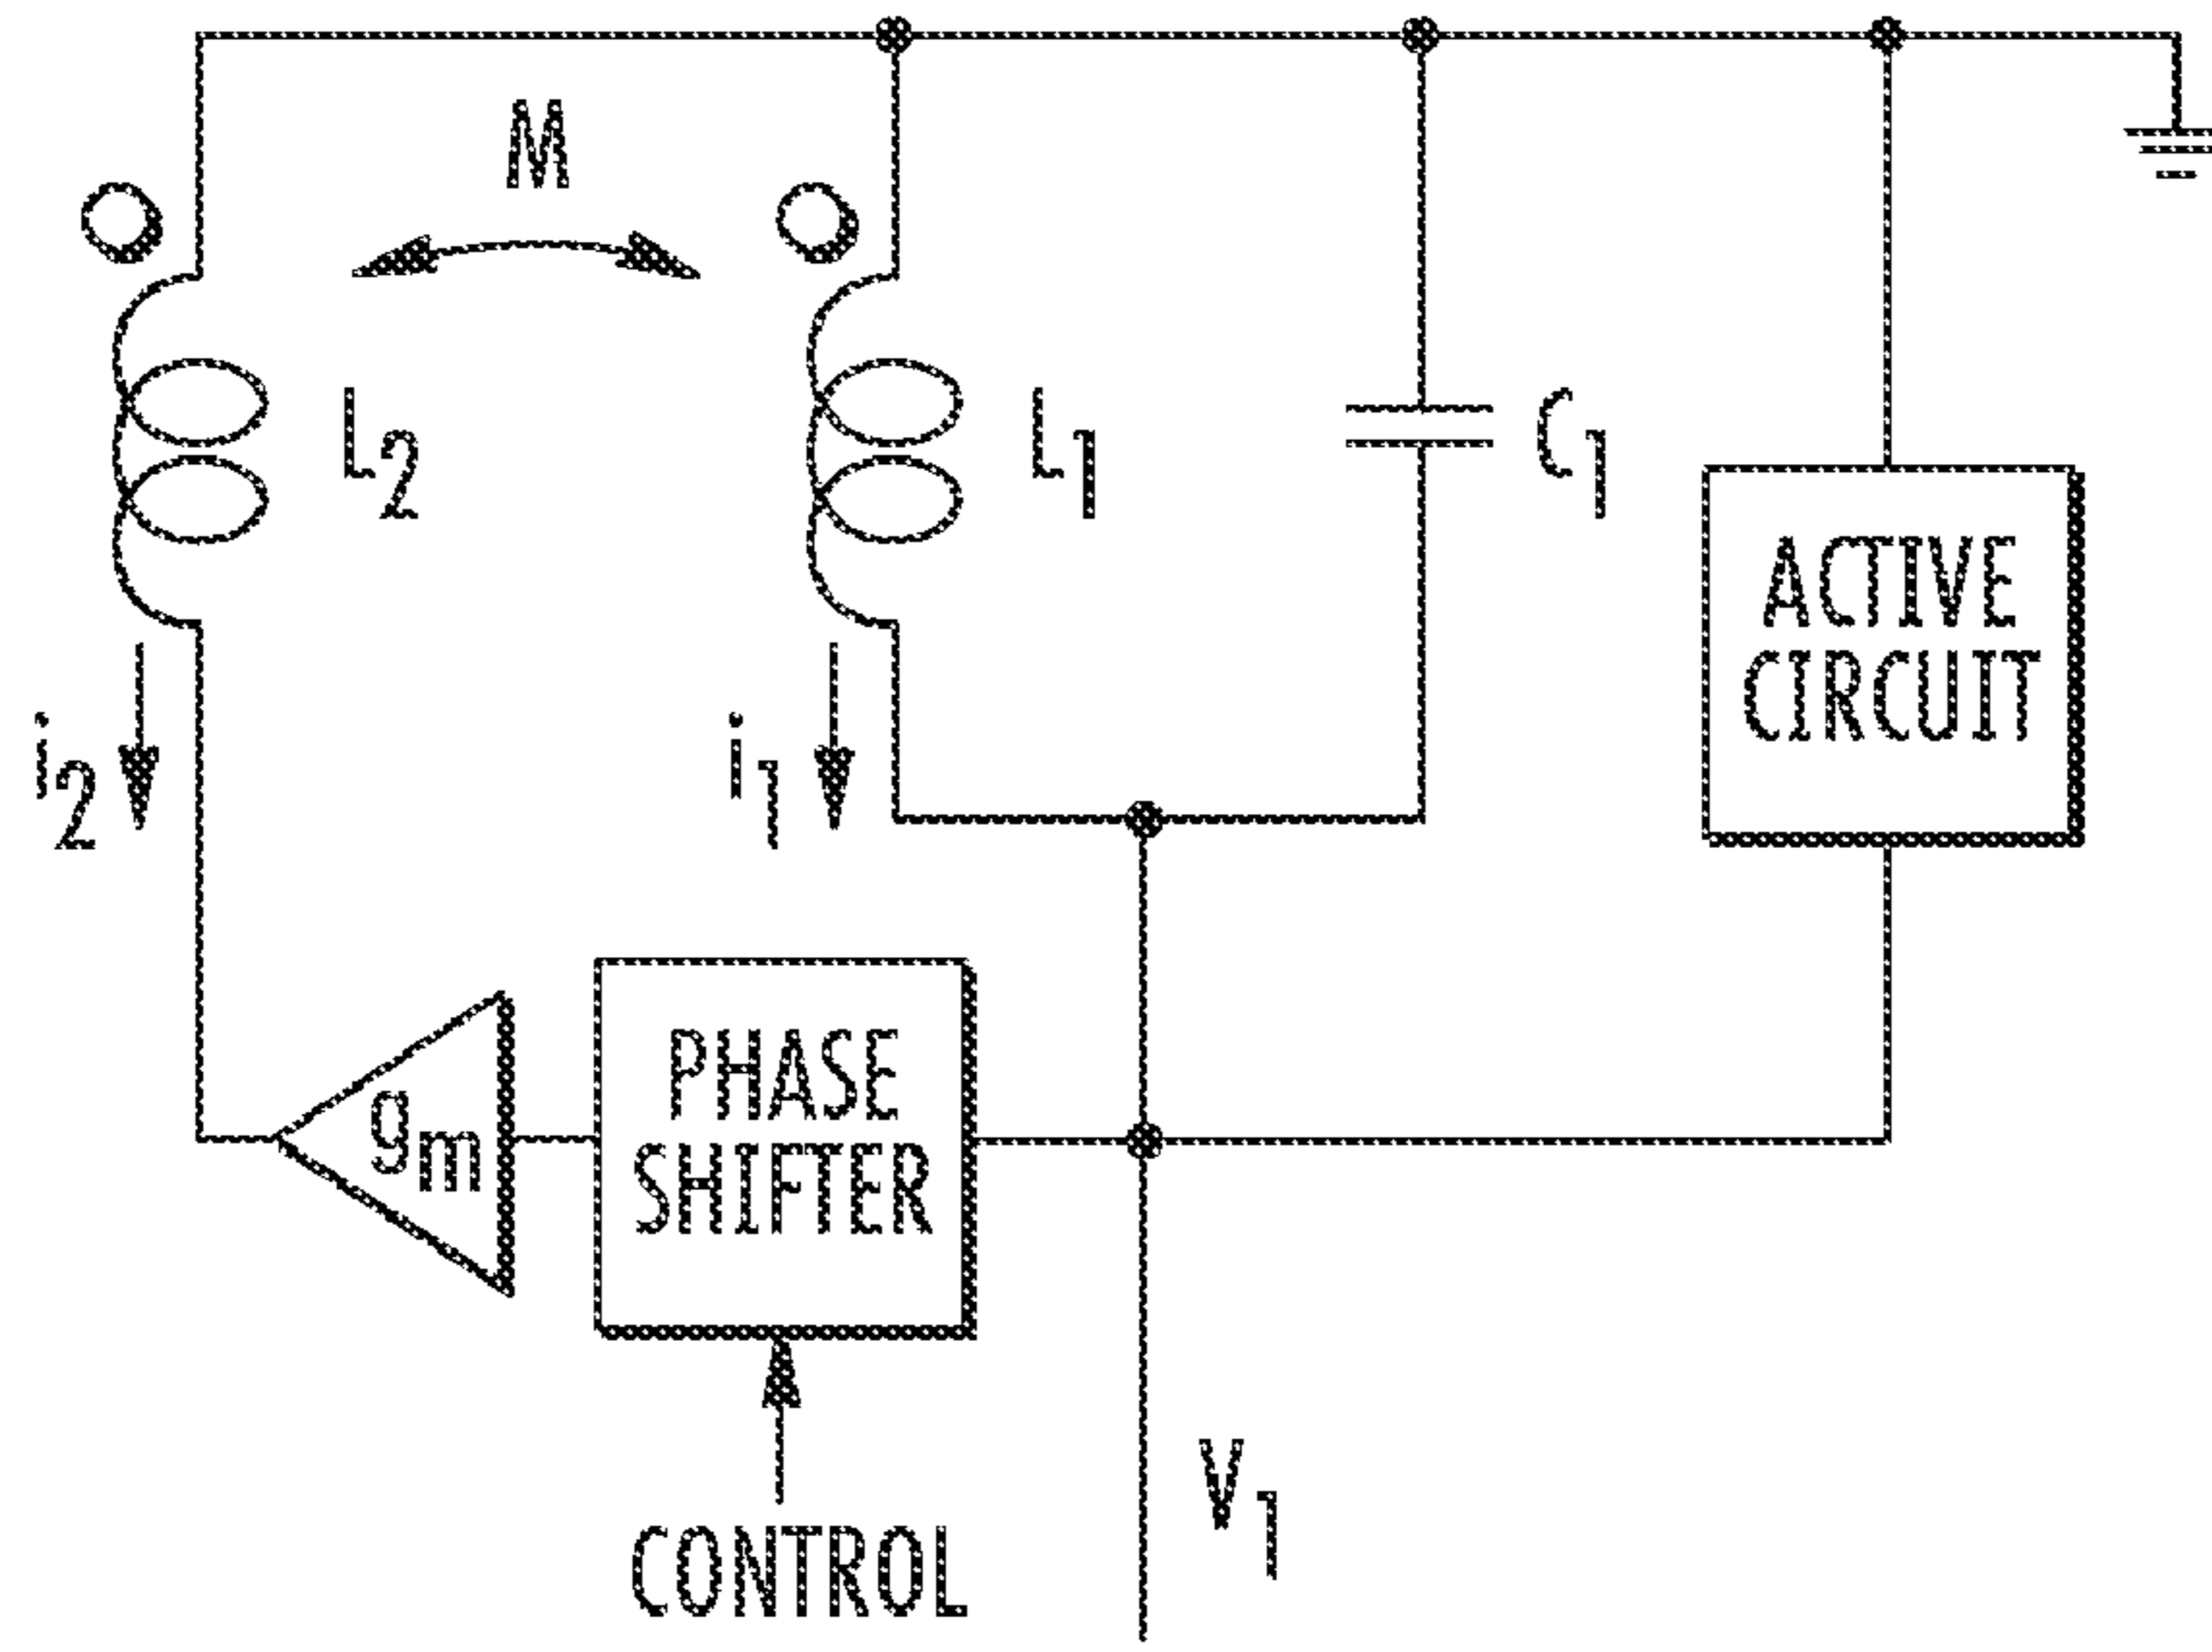 M
L2
L1
C1
ACTIVE
CIRCUIT
i2
i1
gm
PHASE
SHIFTER
V1
CONTROL